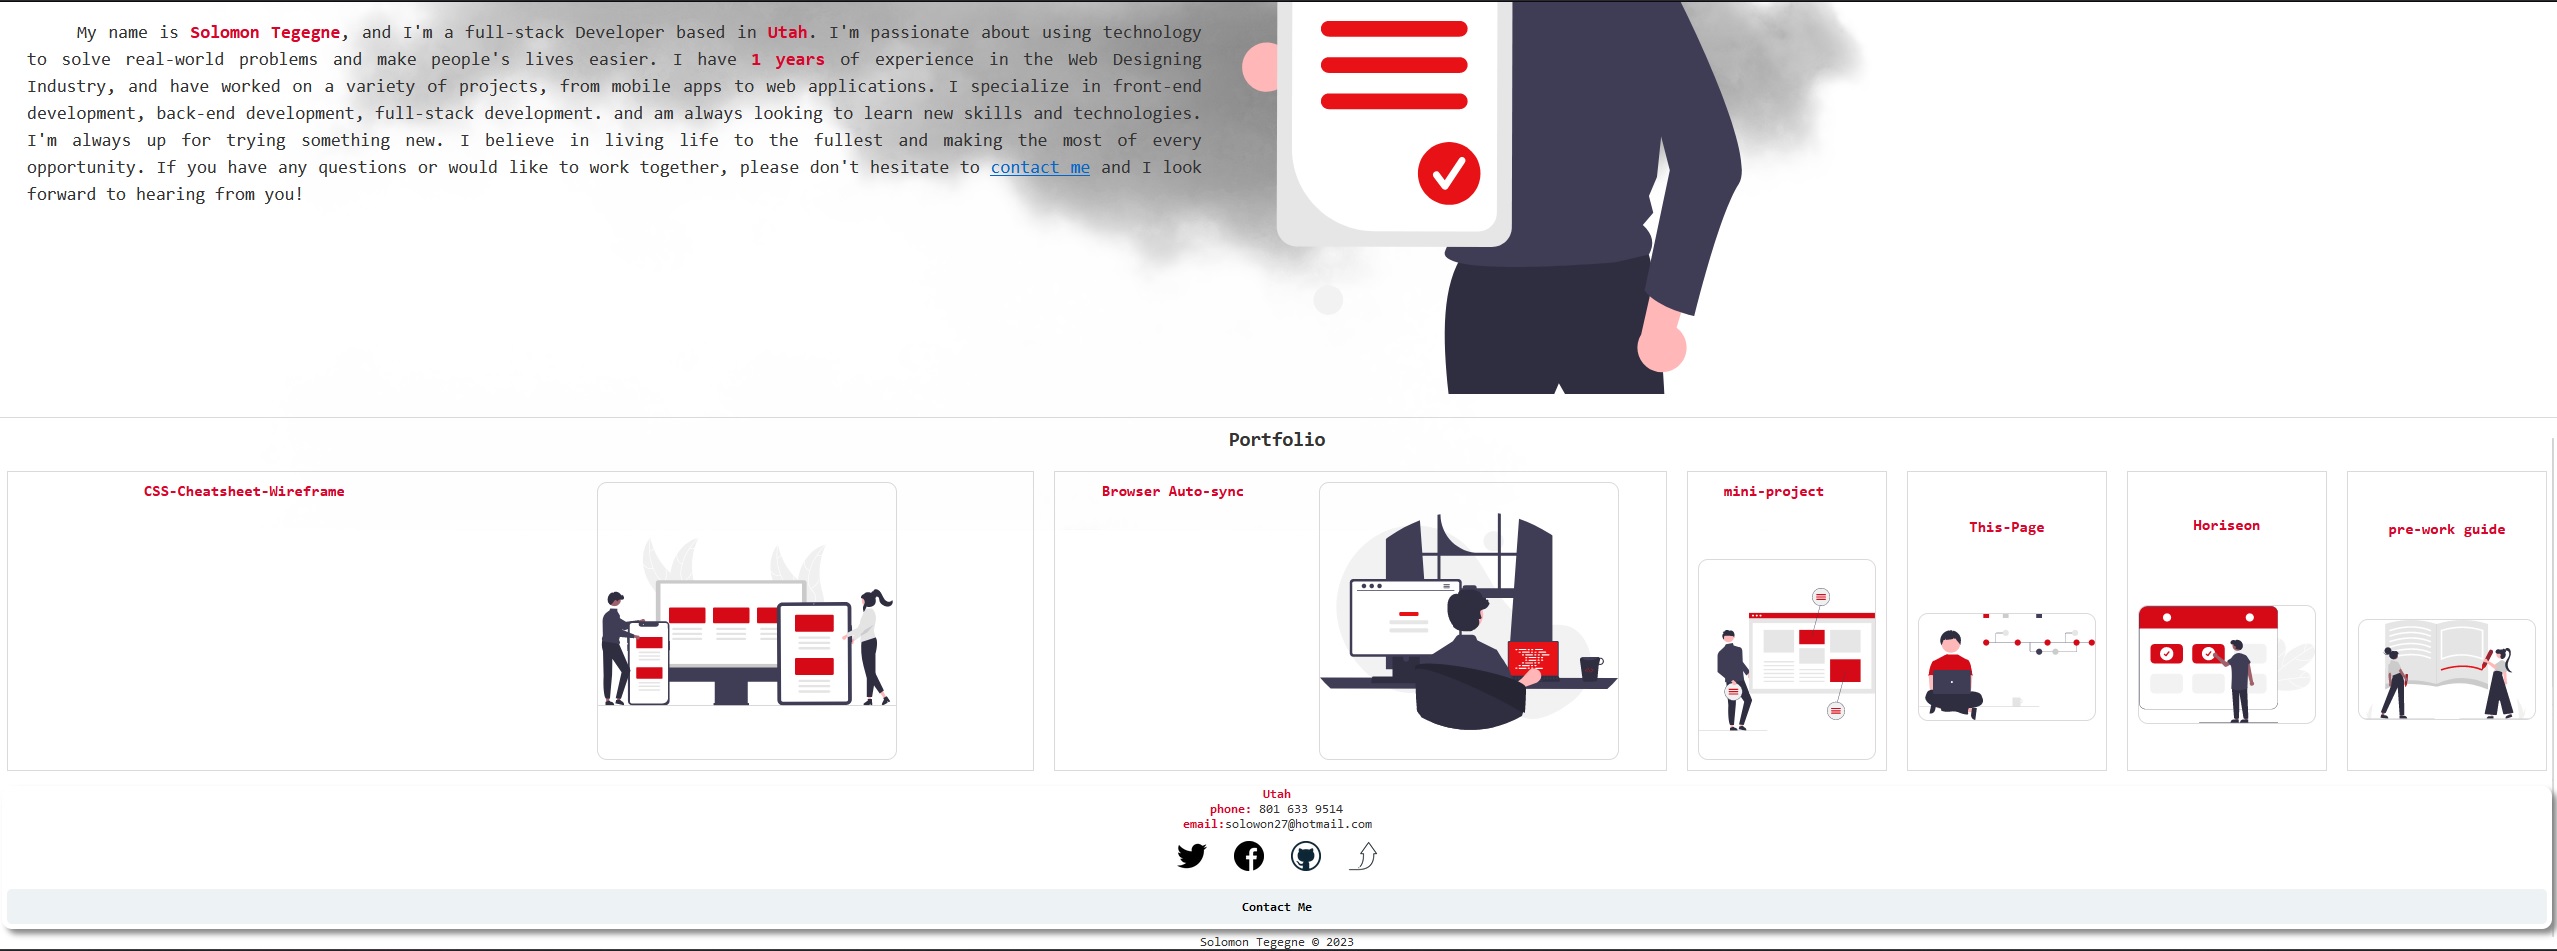 My name is Solomon Tegegne, and I'm a full-stack Developer based in Utah. I'm passionate about using technology
to solve real-world problems and make people's lives easier. I have 1 years of experience in the Web Designing
Industry, and have worked on a variety of projects, from mobile apps to web applications. I specialize in front-end
development, back-end development, full-stack development. and am always looking to learn new skills and technologies.
I'm always up for trying something new. I believe in living life to the fullest and making the most of every
opportunity. If you have any questions or would like to work together, please don't hesitate to contact me and I look
forward to hearing from you!
Portfolio
CSS-Cheatsheet-Wireframe
Browser Auto-sync
mini-project
This-Page
Horiseon
pre-work guide
Utah
phone: 801 633 9514
email:solowon27@hotmail.com
Contact Me
Solomon Tegegne © 2023